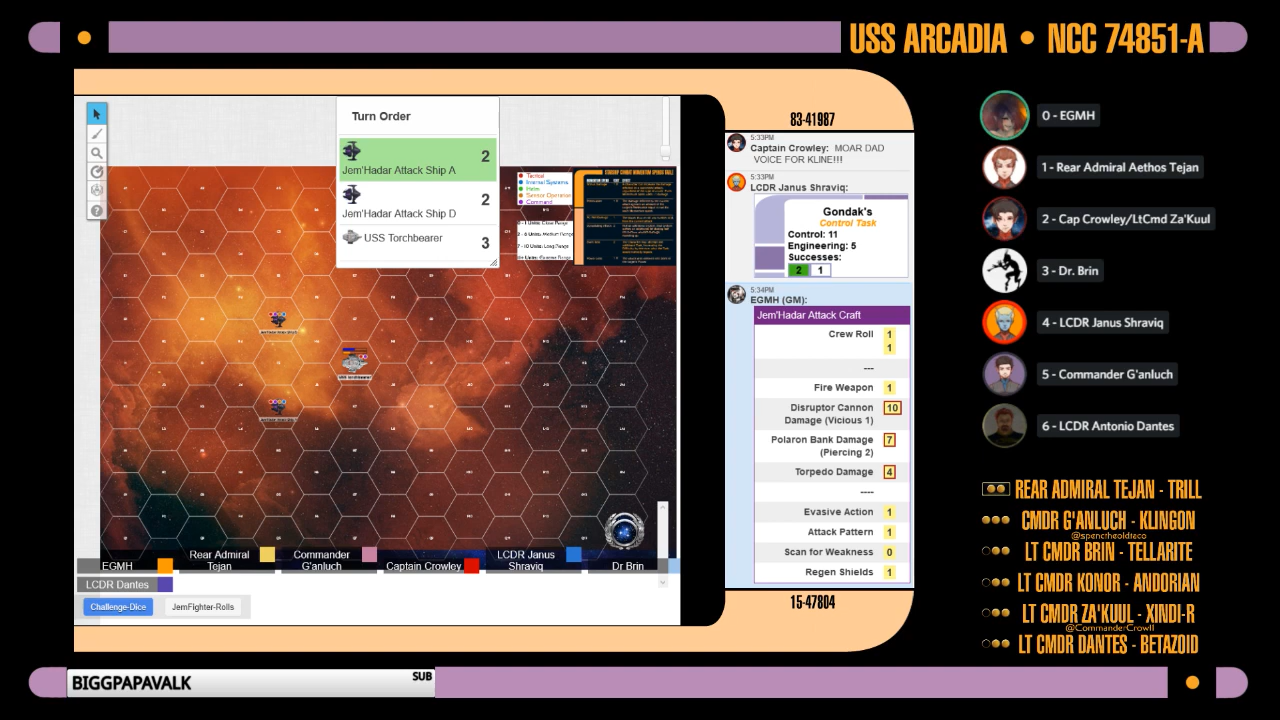 USS ARCADIA • NCC 74851-A
Turn Order
Jem'Hadar Attack Ship A
2
Jem'Hadar Attack Ship D
2
USS Torchbearer
3
Tactical
Internal Systems
Helm
Command
83-41987
5:33PM
Captain Crowley: MOAR DAD
VOICE FOR KLINE!!!
5:33PM
LCDR Janus Shraviq:
Gondak's
Control Task
Control: 11
Engineering: 5
Successes:
2 1
5:34PM
EGMH (GM):
Jem'Hadar Attack Craft
Crew Roll 1
1
---
Fire Weapon 1
Disruptor Cannon 10
Damage (Vicious 1)
Polaron Bank Damage 7
(Piercing 2)
Torpedo Damage 4
----
Evasive Action 1
Attack Pattern 1
Scan for Weakness 0
Regen Shields 1
15-47804
EGMH
Rear Admiral
Tejan
Commander
G'anluch
Captain Crowley
LCDR Janus
Shraviq
Dr Brin
LCDR Dantes
Challenge-Dice
JemFighter-Rolls
0 - EGMH
1 - Rear Admiral Aethos Tejan
2 - Cap Crowley/LtCmd Za'Kuul
3 - Dr. Brin
4 - LCDR Janus Shraviq
5 - Commander G'anluch
6 - LCDR Antonio Dantes
REAR ADMIRAL TEJAN - TRILL
CMDR G'ANLUCH - KLINGON
@spenctheoldtaco
LT CMDR BRIN - TELLARITE
LT CMDR KONOR - ANDORIAN
LT CMDR ZA'KUUL - XINDI-R
@CommanderCrowll
LT CMDR DANTES - BETAZOID
BIGGPAPAVALK
SUB